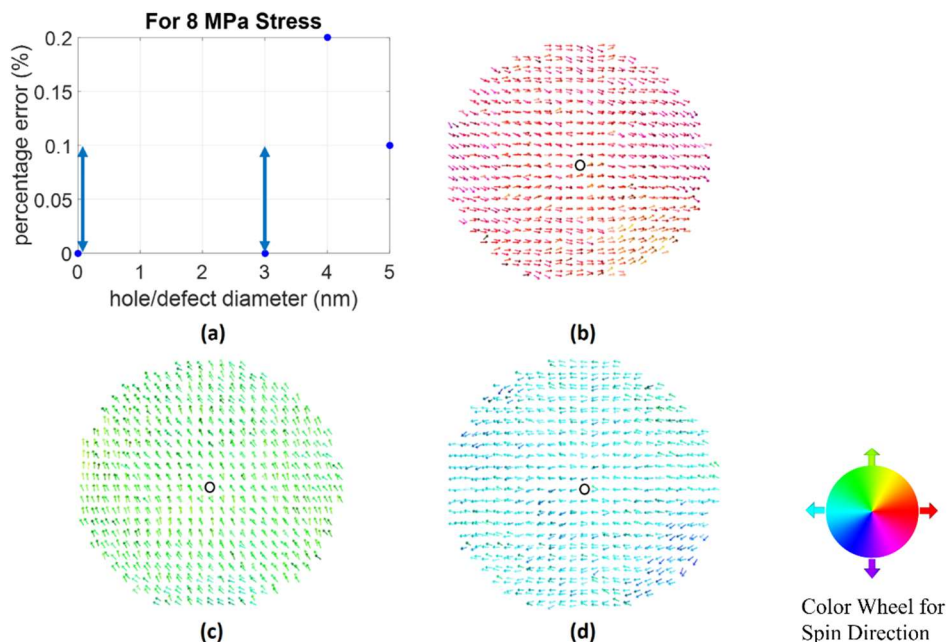 For 8 MPa Stress
percentage error (%)
0.2
0.15
0.1
0.05
0
0 1 2 3 4 5
hole/defect diameter (nm)
(a)
(b)
(c)
(d)
Color Wheel for
Spin Direction